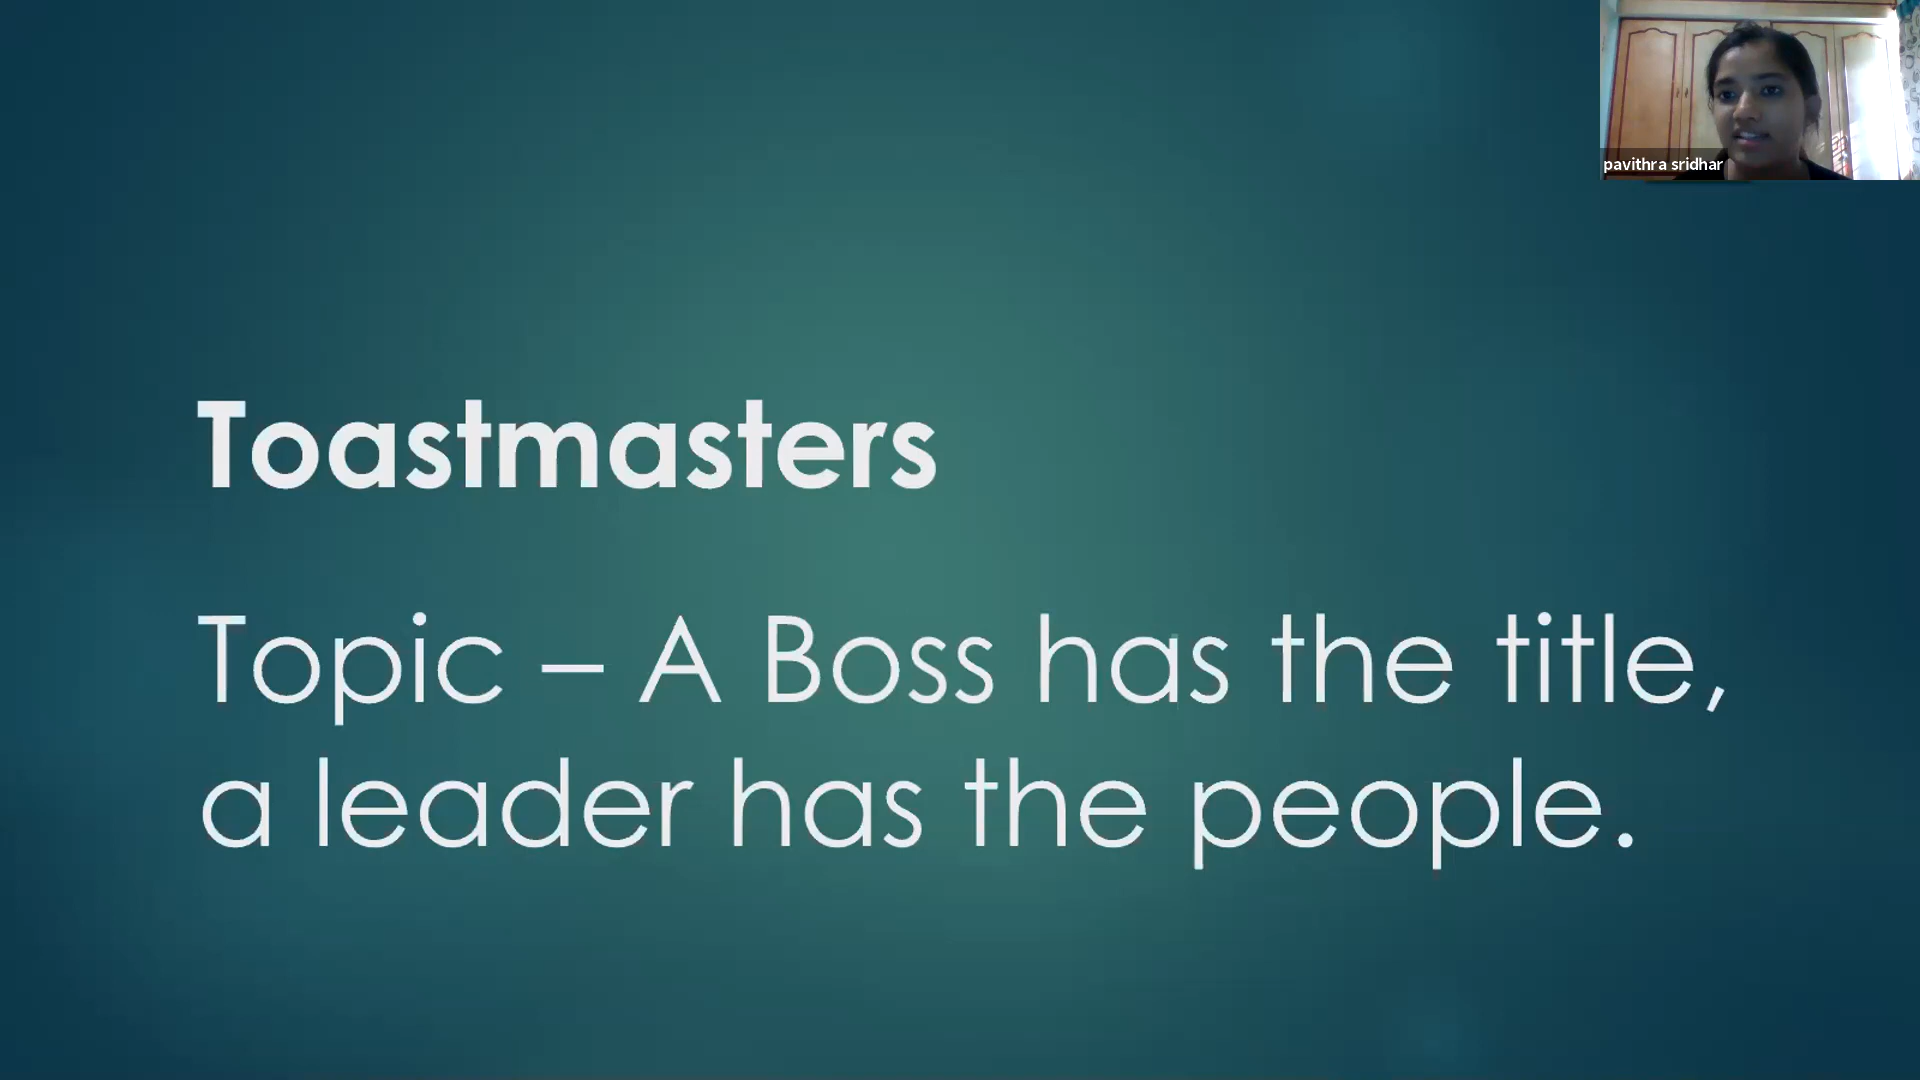 pavithra sridhar
Toastmasters
Topic – A Boss has the title,
a leader has the people.